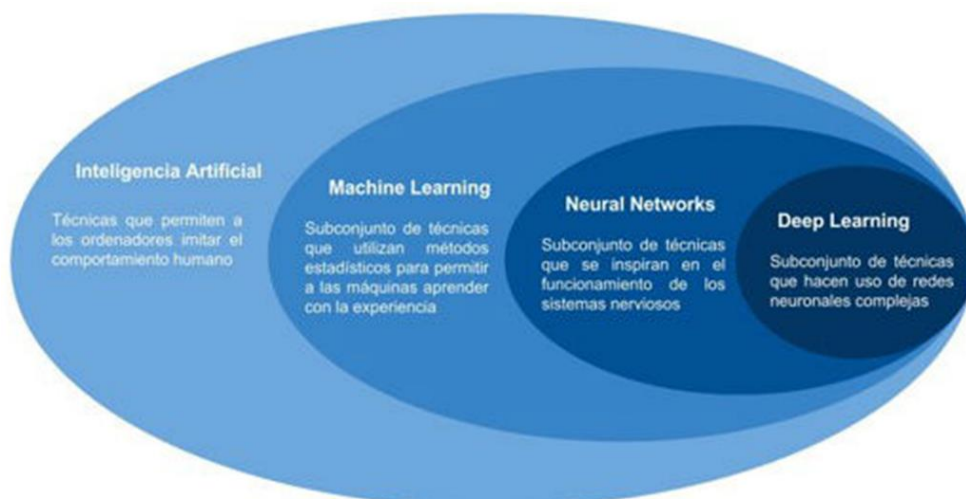 Inteligencia Artificial
Técnicas que permiten a
los ordenadores imitar el
comportamiento humano
Machine Learning
Subconjunto de técnicas
que utilizan métodos
estadísticos para permitir
a las máquinas aprender
con la experiencia
Neural Networks
Subconjunto de técnicas
que se inspiran en el
funcionamiento de los
sistemas nerviosos
Deep Learning
Subconjunto de técnicas
que hacen uso de redes
neuronales complejas